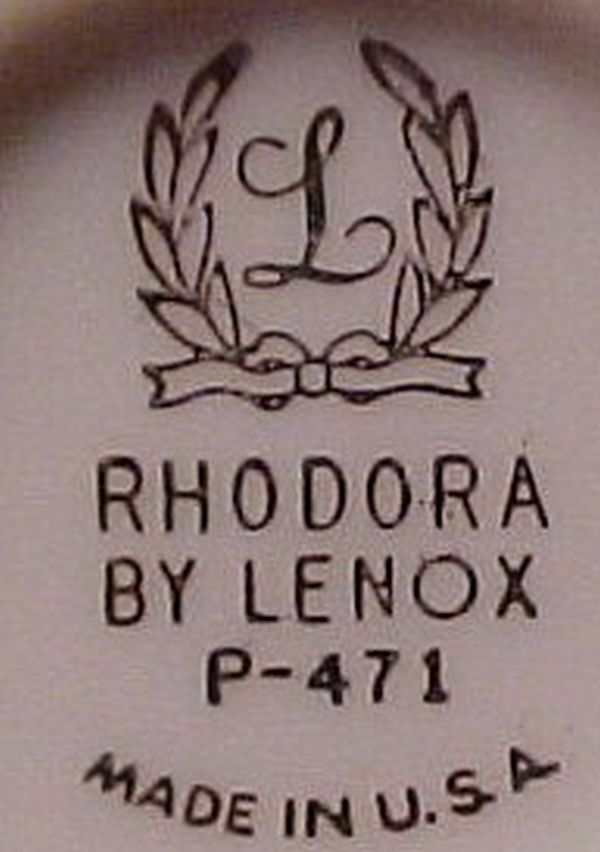 L
RHODORA
BY LENOX
P-471
MADE IN U.S.A